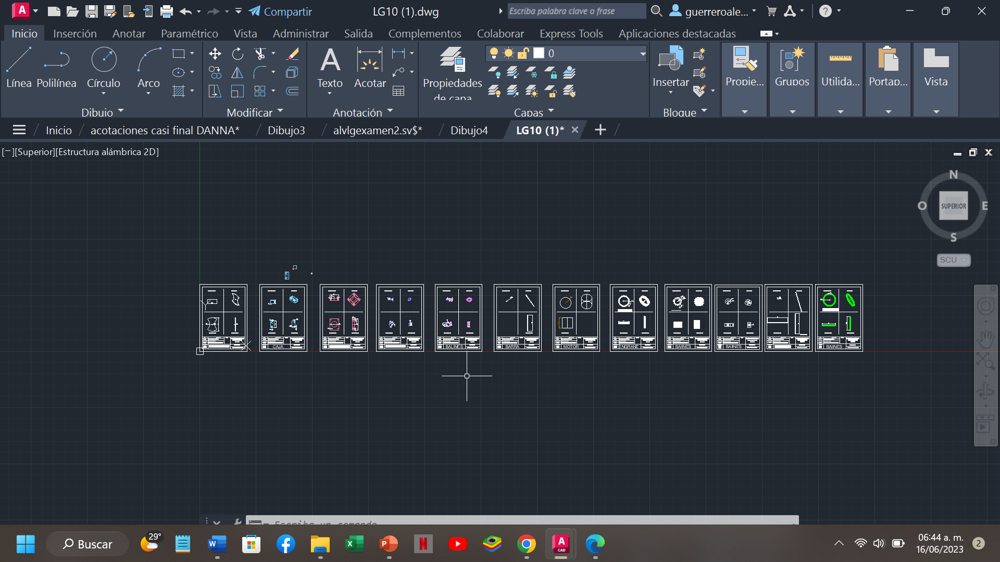 A
Compartir
LG10 (1).dwg
Escriba palabra clave o frase
guerreroale...
?
Inicio
Inserción
Anotar
Paramétrico
Vista
Administrar
Salida
Complementos
Colaborar
Express Tools
Aplicaciones destacadas
Línea
Polilínea
Círculo
Arco
Texto
Acotar
Propiedades
de capa
0
Insertar
Propie...
Grupos
Utilida...
Portap...
Vista
Dibujo
Modificar
Anotación
Capas
Bloque
Inicio
acotaciones casi final DANNA*
Dibujo3
alvlgexamen2.sv$*
Dibujo4
LG10 (1)*
[−][Superior][Estructura alámbrica 2D]
N
O
SUPERIOR
E
S
SCU
CAJA
BALINES
BARRA
MOTOR
ENGRANE
BALINES
BALINES
BALINES
Escriba un comando
Buscar
29°
A
CAD
06:44 a. m.
16/06/2023
2